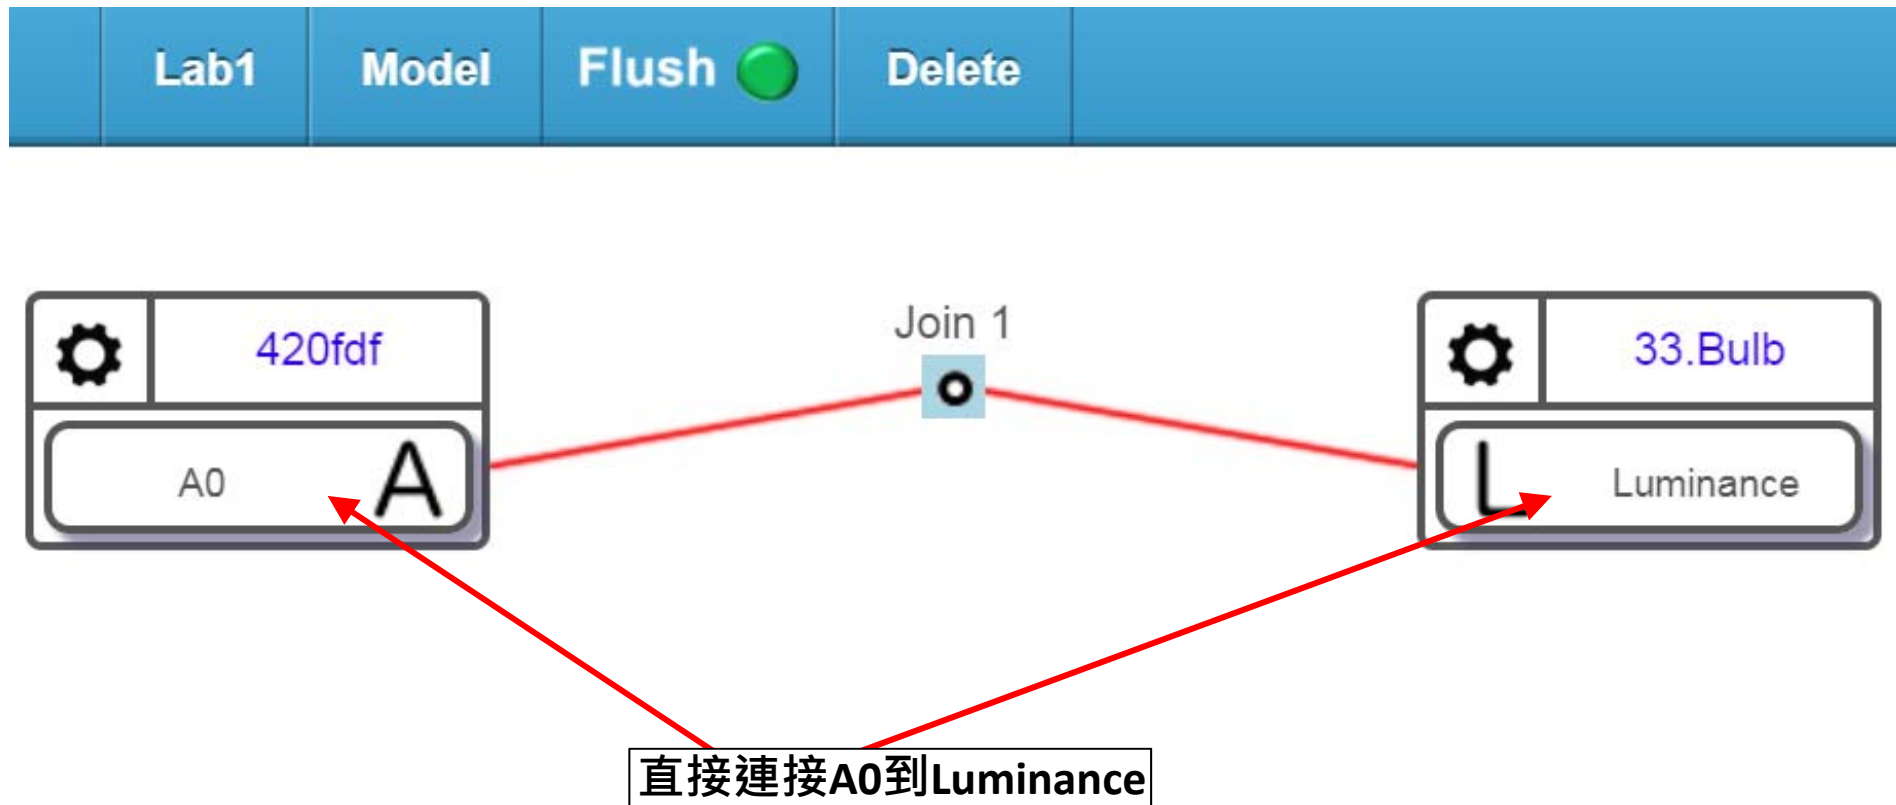 Lab1 Model Flush Delete
Join 1
420fdf
33.Bulb
A0 A
L Luminance
直接連接A0到Luminance